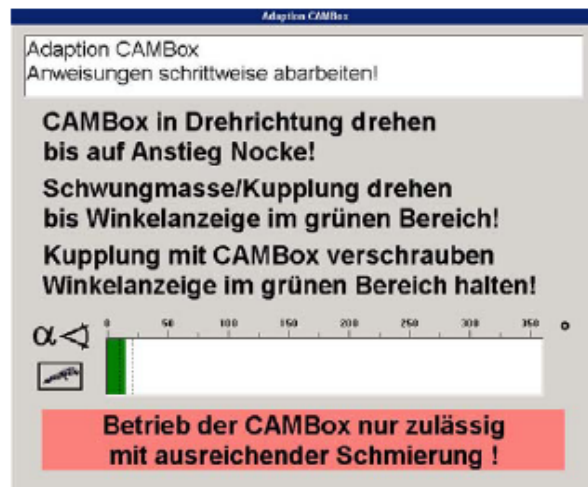 Adaption CAMBox
Adaption CAMBox
Anweisungen schrittweise abarbeiten!
CAMBox in Drehrichtung drehen
bis auf Anstieg Nocke!
Schwungmasse/Kupplung drehen
bis Winkelanzeige im grünen Bereich!
Kupplung mit CAMBox verschrauben
Winkelanzeige im grünen Bereich halten!
0 50 100 150 200 250 300 350 °
α
Betrieb der CAMBox nur zulässig
mit ausreichender Schmierung !